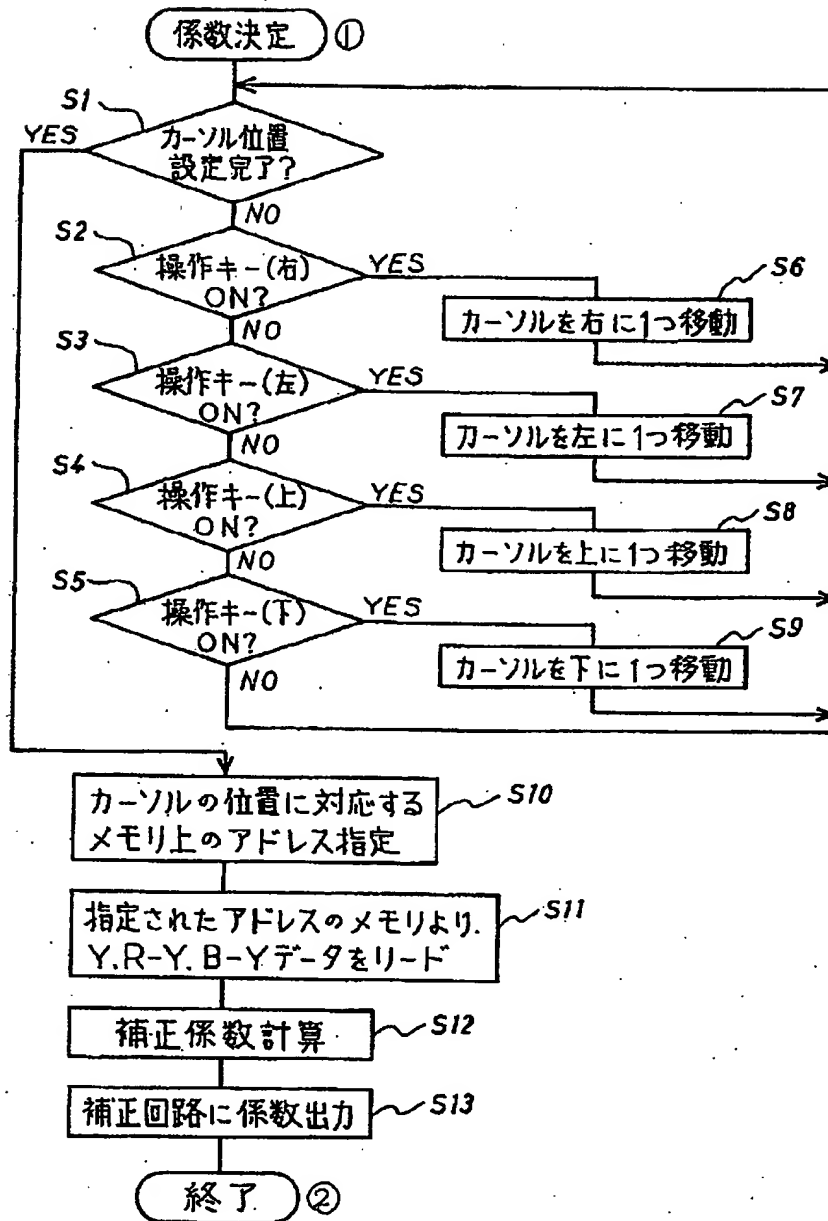 係数決定 ①
S1
YES
カーソル位置
設定完了?
NO
S2
操作キー(右)
ON?
YES
S6
カーソルを右に1つ移動
NO
S3
操作キー(左)
ON?
YES
S7
カーソルを左に1つ移動
NO
S4
操作キー(上)
ON?
YES
S8
カーソルを上に1つ移動
NO
S5
操作キー(下)
ON?
YES
S9
カーソルを下に1つ移動
NO
カーソルの位置に対応する
メモリ上のアドレス指定
S10
指定されたアドレスのメモリより.
Y.R-Y.B-Yデータをリード
S11
補正係数計算
S12
補正回路に係数出力
S13
終了 ②